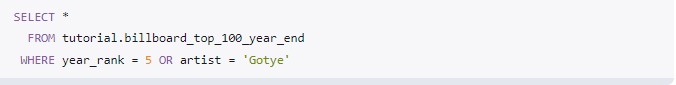 SELECT *
FROM tutorial.billboard_top_100_year_end
WHERE year_rank = 5 OR artist = 'Gotye'